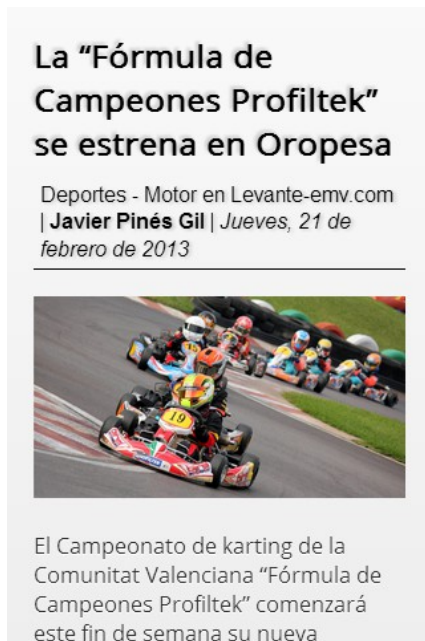 La “Fórmula de
Campeones Profiltek”
se estrena en Oropesa
Deportes - Motor en Levante-emv.com
| Javier Pinés Gil | Jueves, 21 de
febrero de 2013
19
El Campeonato de karting de la
Comunitat Valenciana “Fórmula de
Campeones Profiltek” comenzará
este fin de semana su nueva